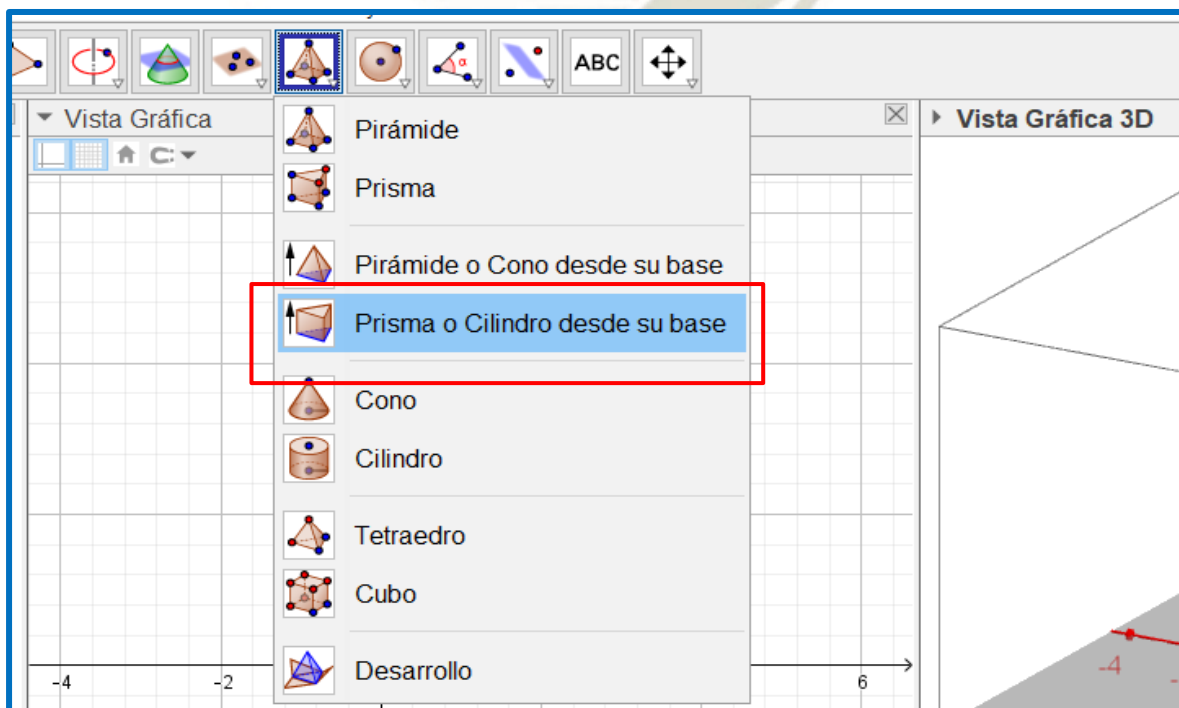 ABC
Vista Gráfica
Vista Gráfica 3D
Pirámide
Prisma
Pirámide o Cono desde su base
Prisma o Cilindro desde su base
Cono
Cilindro
Tetraedro
Cubo
Desarrollo
-4
-2
6
-4